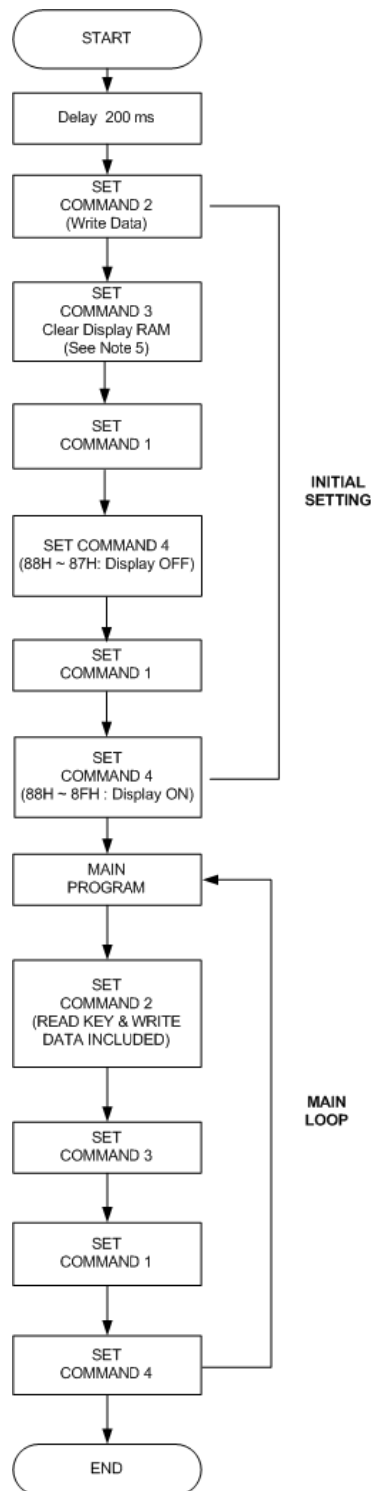 START
Delay 200 ms
SET
COMMAND 2
(Write Data)
SET
COMMAND 3
Clear Display RAM
(See Note 5)
SET
COMMAND 1
INITIAL
SETTING
SET COMMAND 4
(88H ~ 87H: Display OFF)
SET
COMMAND 1
SET
COMMAND 4
(88H ~ 8FH : Display ON)
MAIN
PROGRAM
SET
COMMAND 2
(READ KEY & WRITE
DATA INCLUDED)
MAIN
LOOP
SET
COMMAND 3
SET
COMMAND 1
SET
COMMAND 4
END